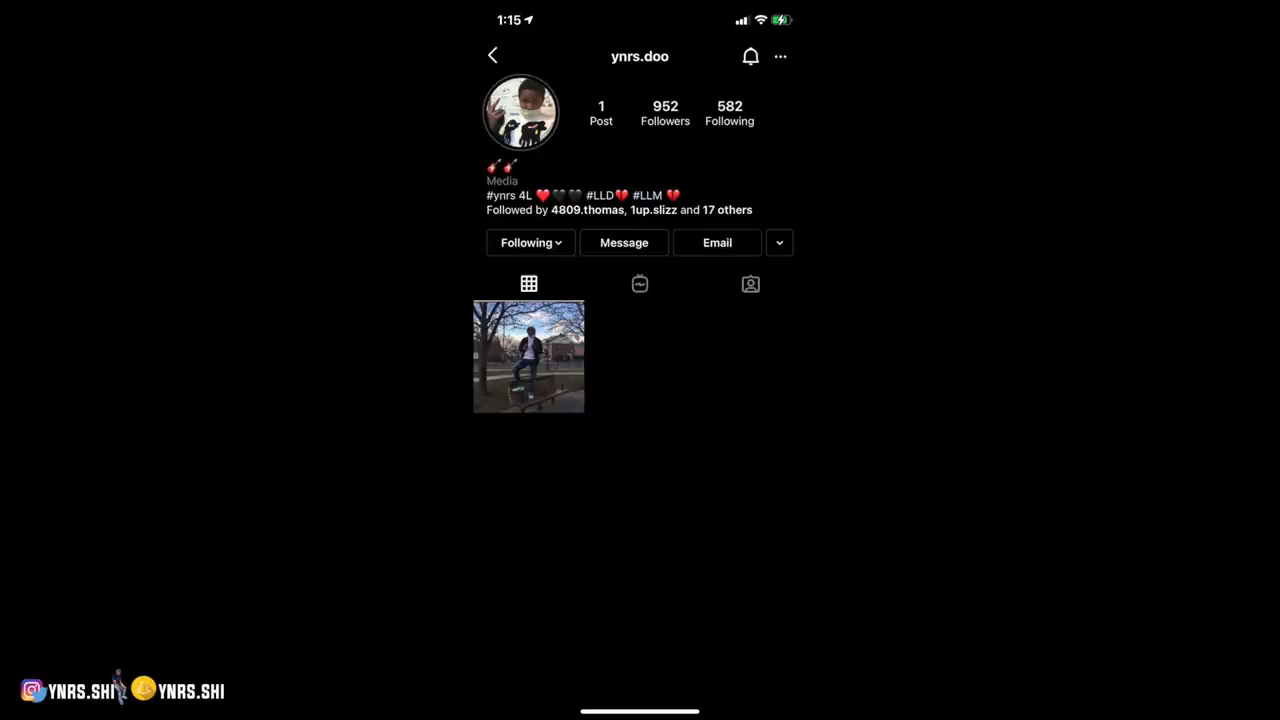 1:15
ynrs.doo
1 952 582
Post Followers Following
Media
#ynrs 4L ❤️🖤🖤 #LLD💔 #LLM 💔
Followed by 4809.thomas, 1up.slizz and 17 others
Following Message Email
YNRS.SHI YNRS.SHI